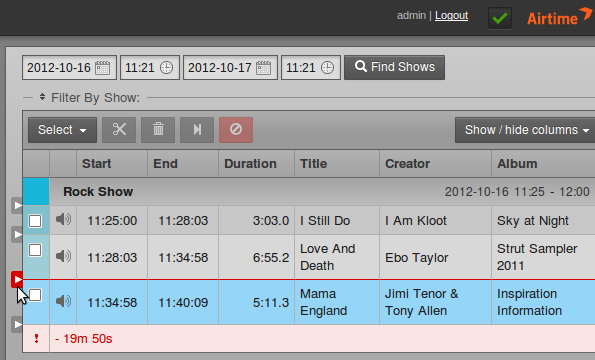 admin | Logout
Airtime
2012-10-16 11:21 2012-10-17 11:21 Find Shows
Filter By Show:
Select Show / hide columns
Start End Duration Title Creator Album
Rock Show 2012-10-16 11:25 - 12:00
11:25:00 11:28:03 3:03.0 I Still Do I Am Kloot Sky at Night
11:28:03 11:34:58 6:55.2 Love And Death Ebo Taylor Strut Sampler 2011
11:34:58 11:40:09 5:11.3 Mama England Jimi Tenor & Tony Allen Inspiration Information
! - 19m 50s